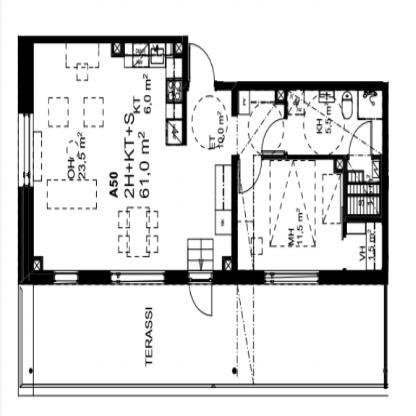 A50
2H+KT+S
61,0 m²
OH
23,5 m²
KT
6,0 m²
ET
10,0 m²
KH
5,5 m²
MH
11,5 m²
VH
1,5 m²
S
TERASSI